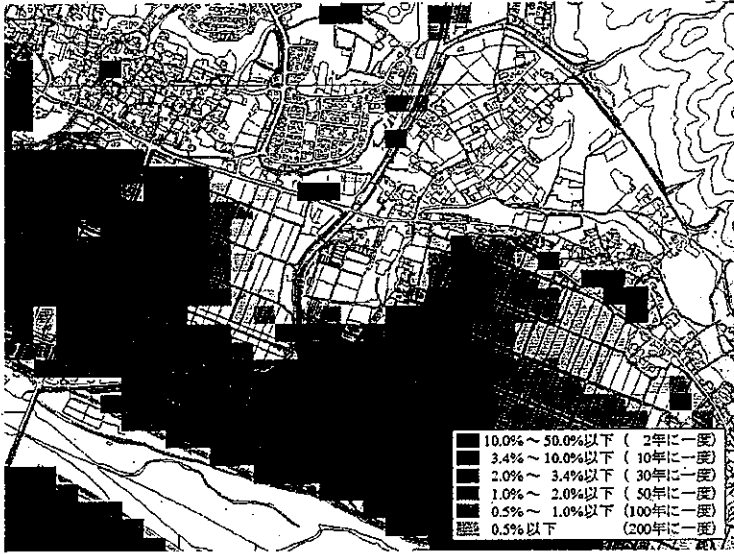 10.0%～50.0%以下（　2年に一度）
3.4%～10.0%以下（ 10年に一度）
2.0%～ 3.4%以下（ 30年に一度）
1.0%～ 2.0%以下（ 50年に一度）
0.5%～ 1.0%以下（100年に一度）
0.5%以下　　　　（200年に一度）